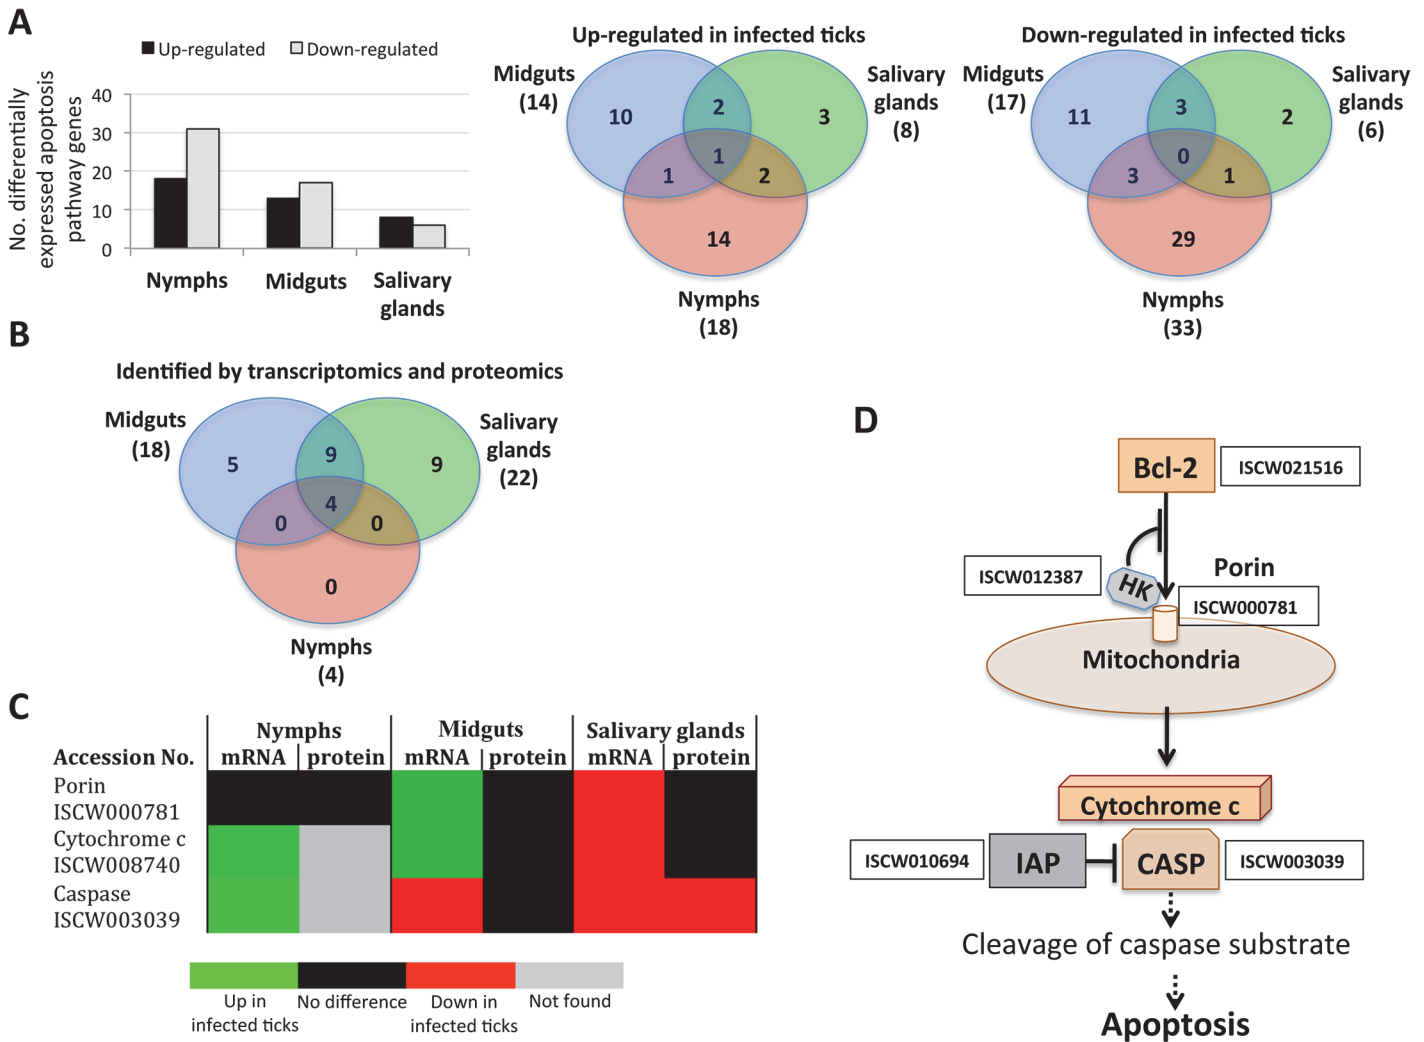 A
Up-regulated
Down-regulated
No. differentially
expressed apoptosis
pathway genes
40
30
20
10
0
Nymphs
Midguts
Salivary
glands
Up-regulated in infected ticks
Midguts
(14)
Salivary
glands
(8)
10
2
3
1
1
2
14
Nymphs
(18)
Down-regulated in infected ticks
Midguts
(17)
Salivary
glands
(6)
11
3
2
0
3
1
29
Nymphs
(33)
B
Identified by transcriptomics and proteomics
Midguts
(18)
Salivary
glands
(22)
5
9
9
4
0
0
0
Nymphs
(4)
C
Nymphs
Midguts
Salivary glands
Accession No.
mRNA
protein
mRNA
protein
mRNA
protein
Porin
ISCW000781
Cytochrome c
ISCW008740
Caspase
ISCW003039
Up in
infected ticks
No difference
Down in
infected ticks
Not found
D
Bcl-2
ISCW021516
ISCW012387
HK
Porin
ISCW000781
Mitochondria
Cytochrome c
ISCW010694
IAP
CASP
ISCW003039
Cleavage of caspase substrate
Apoptosis